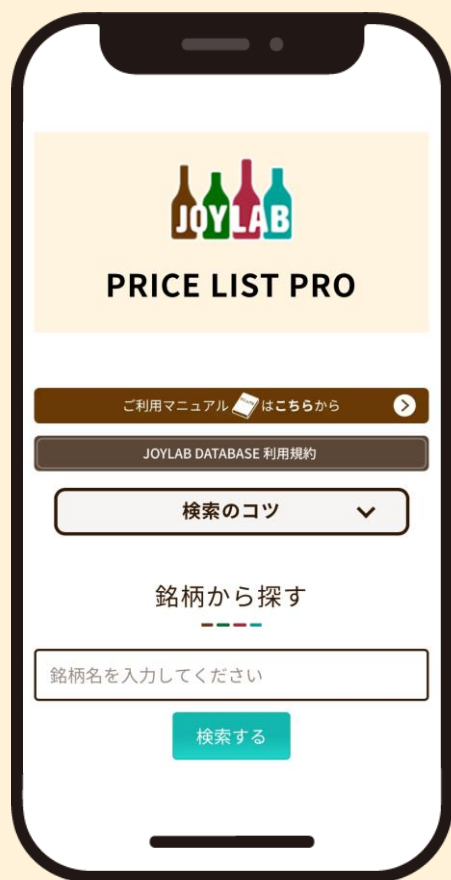 JOYLAB
PRICE LIST PRO
ご利用マニュアル はこちらから
JOYLAB DATABASE 利用規約
検索のコツ
銘柄から探す
銘柄名を入力してください
検索する